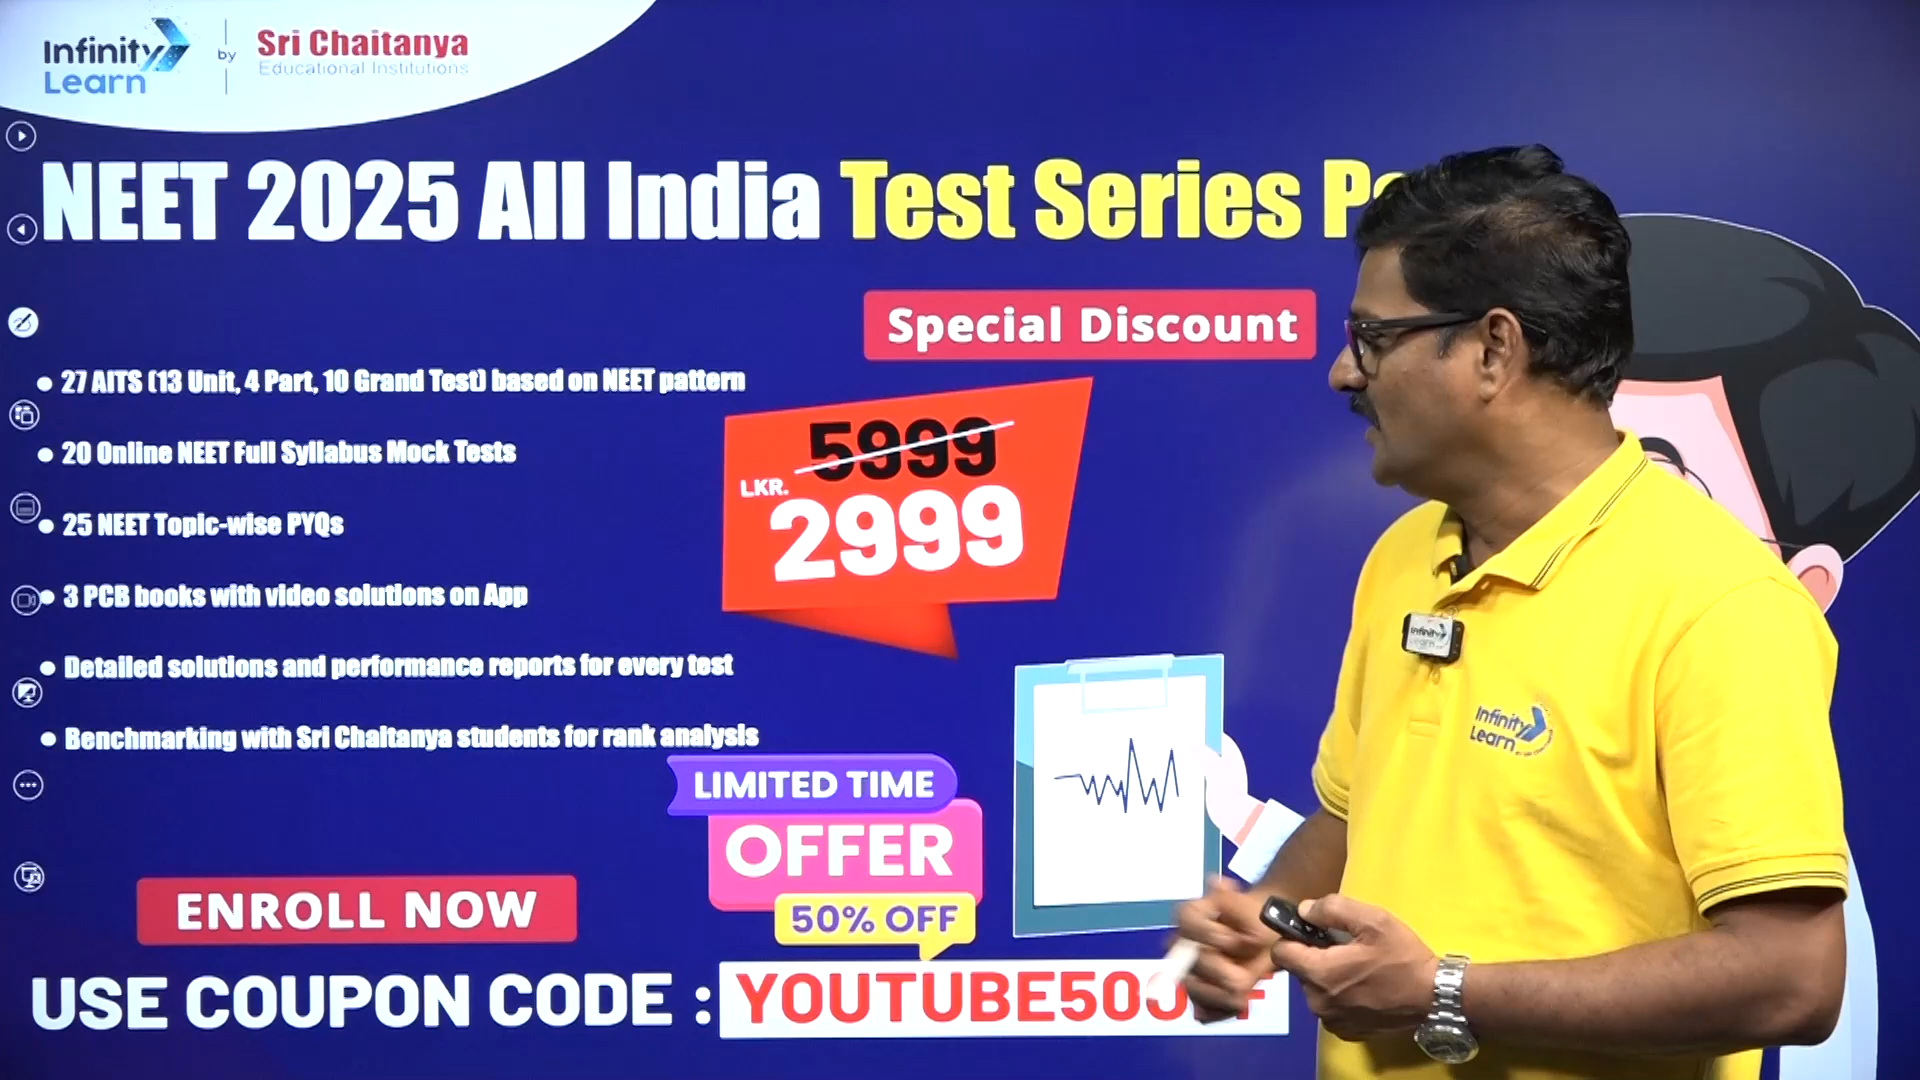 Infinity Learn
by
Sri Chaitanya
Educational Institutions
NEET 2025 All India Test Series
Special Discount
27 AITS (13 Unit, 4 Part, 10 Grand Test) based on NEET pattern
20 Online NEET Full Syllabus Mock Tests
25 NEET Topic-wise PYQs
3 PCB books with video solutions on App
Detailed solutions and performance reports for every test
Benchmarking with Sri Chaitanya students for rank analysis
5999
LKR.
2999
LIMITED TIME
OFFER
50% OFF
ENROLL NOW
USE COUPON CODE :
Infinity
Learn
Infinity
Learn